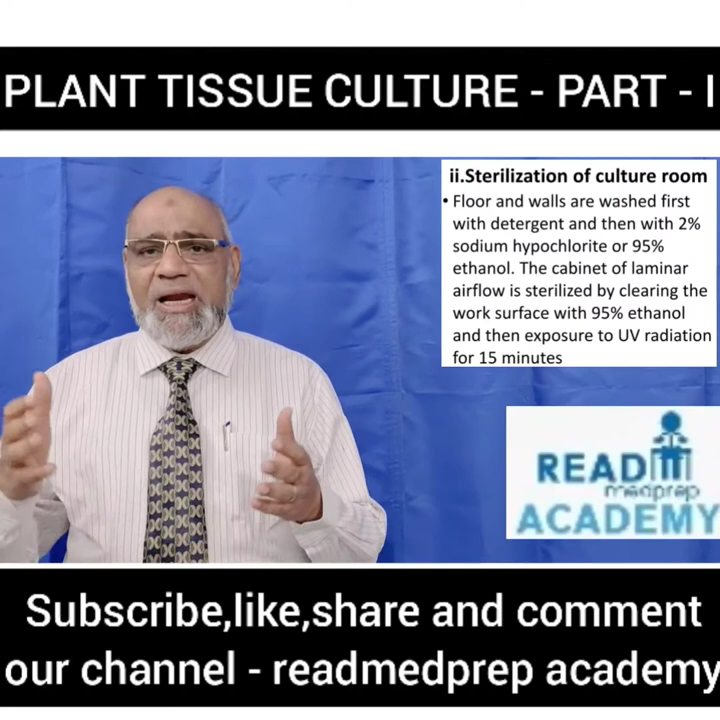 PLANT TISSUE CULTURE - PART - I
ii.Sterilization of culture room
• Floor and walls are washed first
with detergent and then with 2%
sodium hypochlorite or 95%
ethanol. The cabinet of laminar
airflow is sterilized by clearing the
work surface with 95% ethanol
and then exposure to UV radiation
for 15 minutes
READ
medprep
ACADEMY
Subscribe,like,share and comment
our channel - readmedprep academy